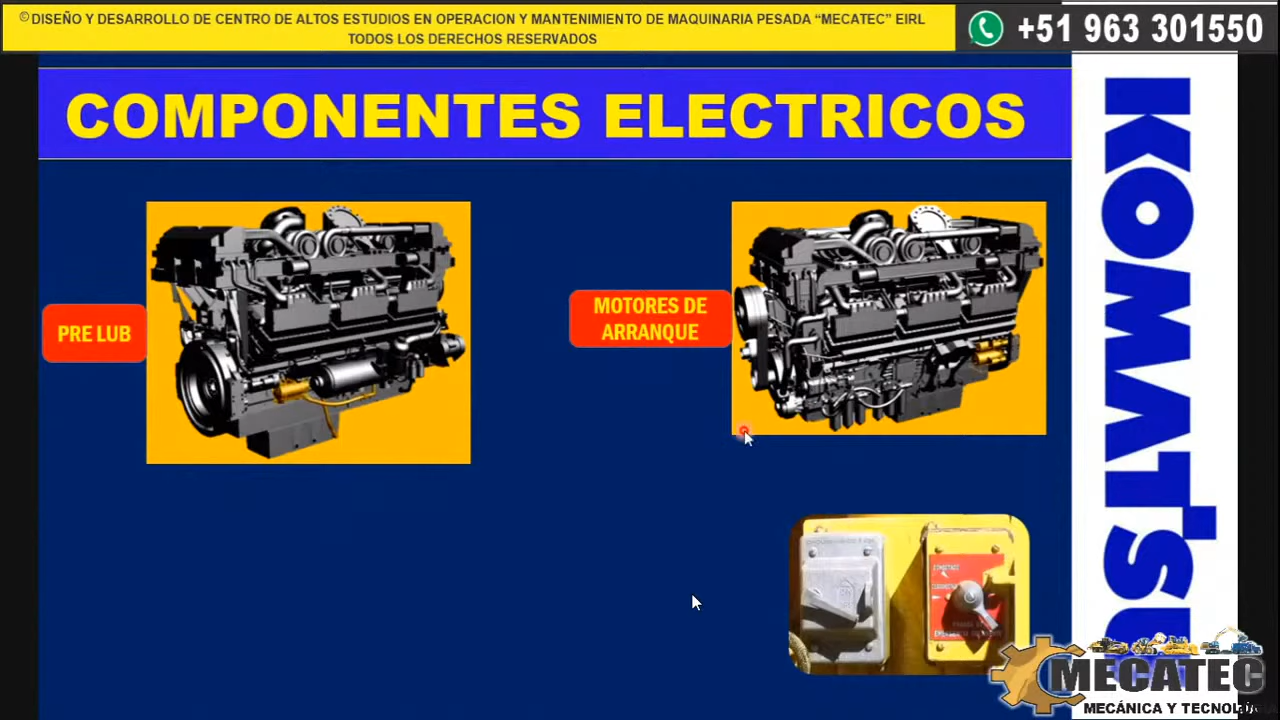 © DISEÑO Y DESARROLLO DE CENTRO DE ALTOS ESTUDIOS EN OPERACION Y MANTENIMIENTO DE MAQUINARIA PESADA “MECATEC” EIRL
TODOS LOS DERECHOS RESERVADOS
+51 963 301550
COMPONENTES ELECTRICOS
KOMATSU
PRE LUB
MOTORES DE
ARRANQUE
MECATEC
MECÁNICA Y TECNOLOGIA